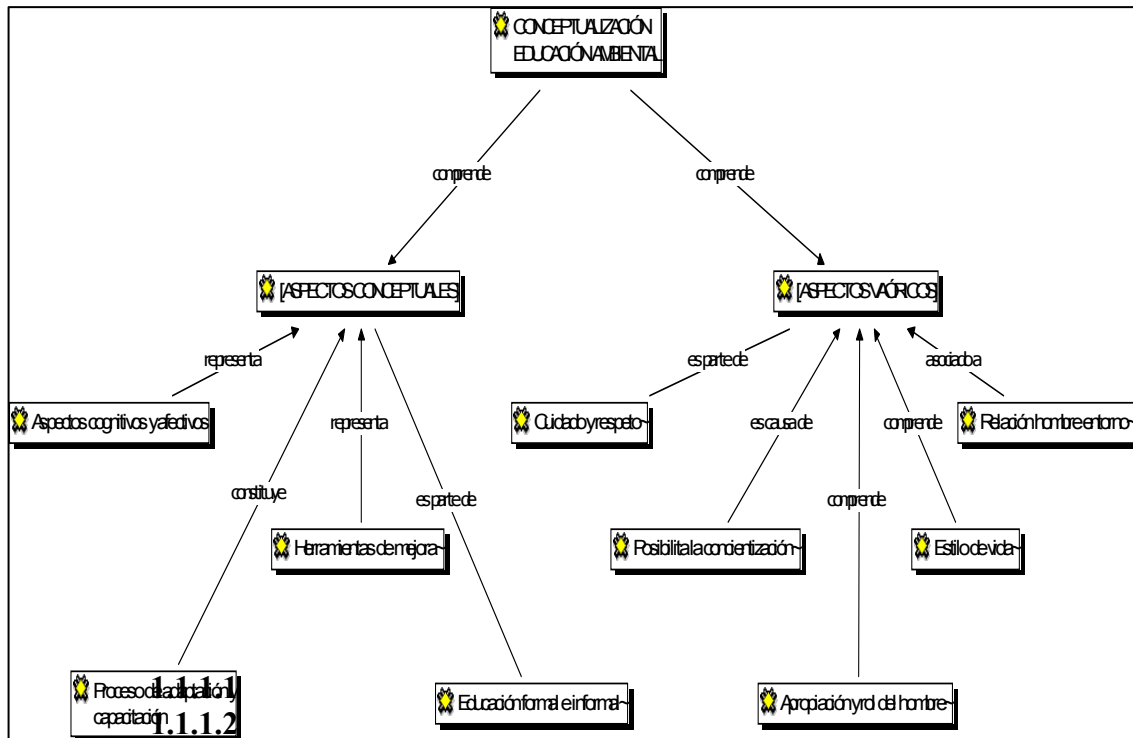 CONCEPTUALIZACIÓN
EDUCACIÓN AMBIENTAL
comprende
comprende
[ASPECTOS CONCEPTUALES]
[ASPECTOS VAÓRICOS]
representa
es parte de
asociado a
Aspectos cognitivos y afectivos
Cuidado y respeto~
Relación hombre entorno~
representa
es causa de
comprende
constituye
es parte de
comprende
Herramientas de mejora~
Posibilita la concientización~
Estilo de vida~
Proceso de y
capacitación
1.1.1.1
1.1.1.2
Educación formal e informal~
Apropiación y rol del hombre~